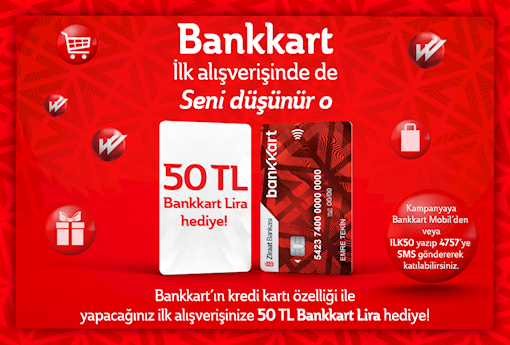 Bankkart
İlk alışverişinde de
Seni düşünür o
50 TL
Bankkart Lira
hediye!
bankkart
Ziraat Bankası
5423 7400 0000 0000
00/00
EMRE TEKİN
Kampanyaya
Bankkart Mobil'den
veya
ILK50 yazıp 4757'ye
SMS göndererek
katılabilirsiniz.
Bankkart'ın kredi kartı özelliği ile
yapacağınız ilk alışverişinize 50 TL Bankkart Lira hediye!